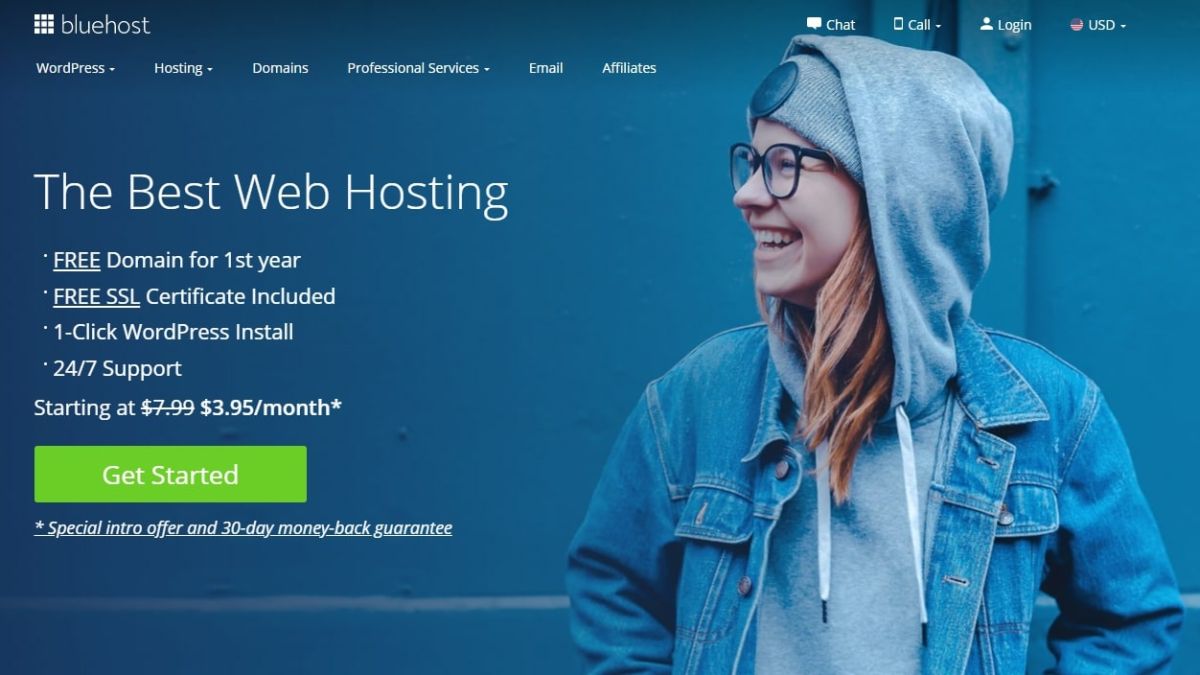 bluehost
Chat Call Login USD
WordPress Hosting Domains Professional Services Email Affiliates
The Best Web Hosting
· FREE Domain for 1st year
· FREE SSL Certificate Included
· 1-Click WordPress Install
· 24/7 Support
Starting at $7.99 $3.95/month*
Get Started
* Special intro offer and 30-day money-back guarantee